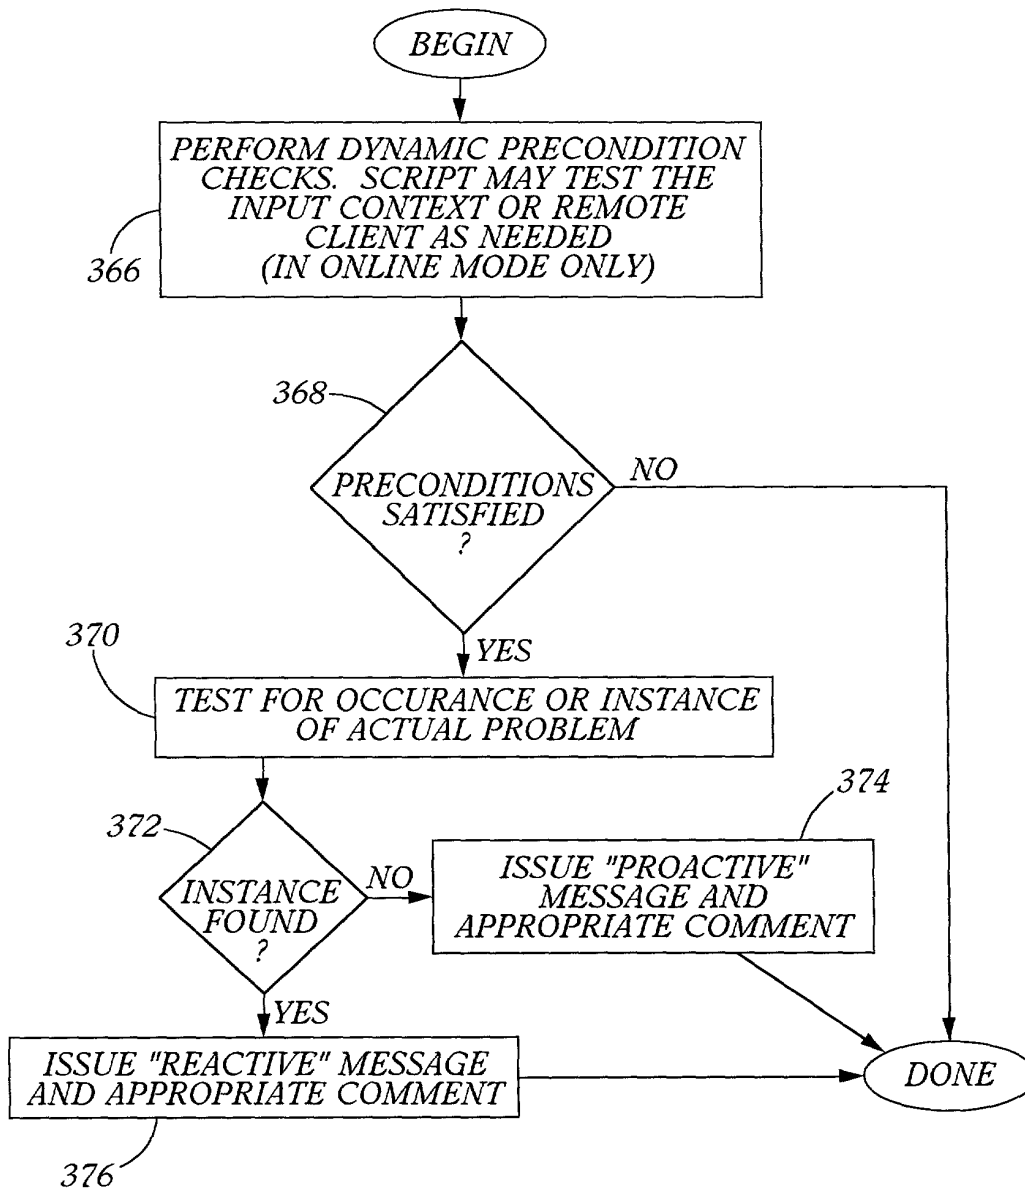 BEGIN
PERFORM DYNAMIC PRECONDITION
CHECKS. SCRIPT MAY TEST THE
INPUT CONTEXT OR REMOTE
CLIENT AS NEEDED
(IN ONLINE MODE ONLY)
366
368
PRECONDITIONS
SATISFIED
?
NO
YES
370
TEST FOR OCCURANCE OR INSTANCE
OF ACTUAL PROBLEM
372
INSTANCE
FOUND
?
NO
374
ISSUE "PROACTIVE"
MESSAGE AND
APPROPRIATE COMMENT
YES
ISSUE "REACTIVE" MESSAGE
AND APPROPRIATE COMMENT
376
DONE